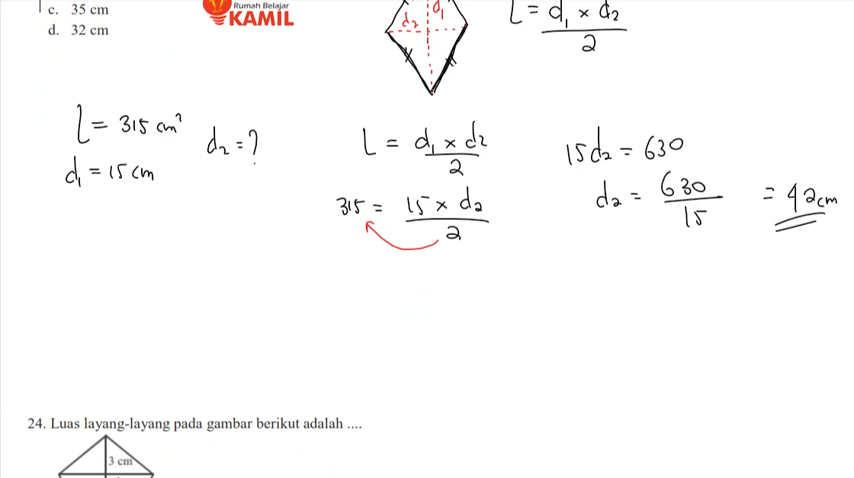 c. 35 cm
d. 32 cm
Rumah Belajar
KAMIL
d2
d1
L = d1 × d2
2
L = 315 cm²
d1 = 15 cm
d2 = ?
L = d1 × d2
2
315 = 15 × d2
2
15d2 = 630
d2 = 630
15
= 42 cm
24. Luas layang-layang pada gambar berikut adalah ....
3 cm